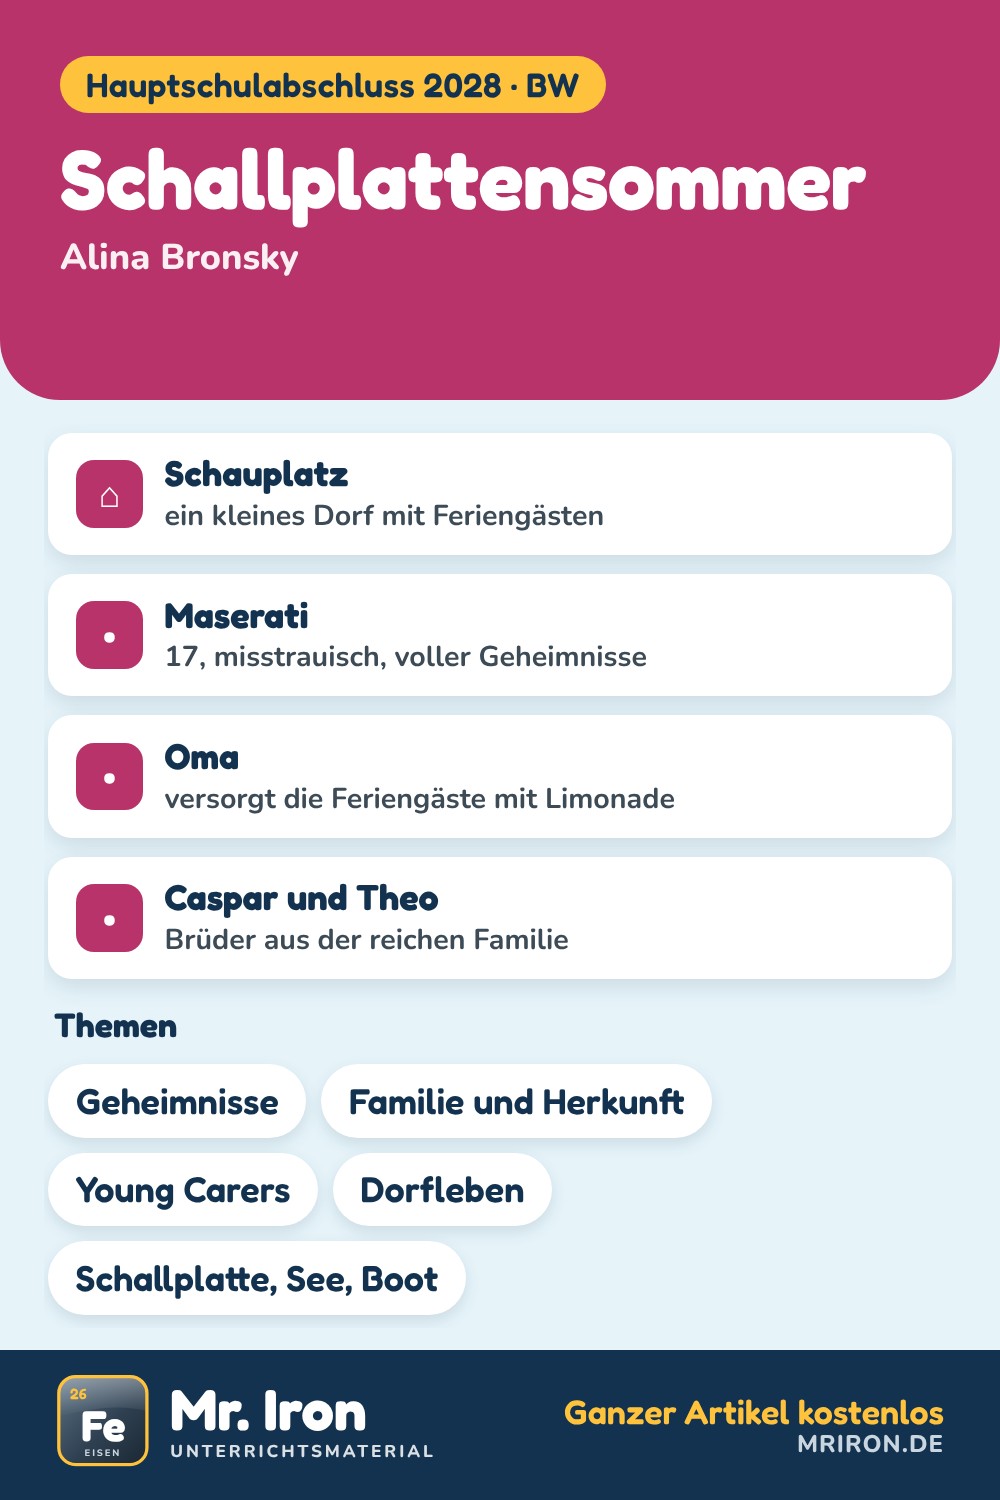 Hauptschulabschluss 2028 · BW
Schallplattensommer
Alina Bronsky
Schauplatz
ein kleines Dorf mit Feriengästen
Maserati
17, misstrauisch, voller Geheimnisse
Oma
versorgt die Feriengäste mit Limonade
Caspar und Theo
Brüder aus der reichen Familie
Themen
Geheimnisse
Familie und Herkunft
Young Carers
Dorfleben
Schallplatte, See, Boot
26
Fe
EISEN
Mr. Iron
UNTERRICHTSMATERIAL
Ganzer Artikel kostenlos
MRIRON.DE